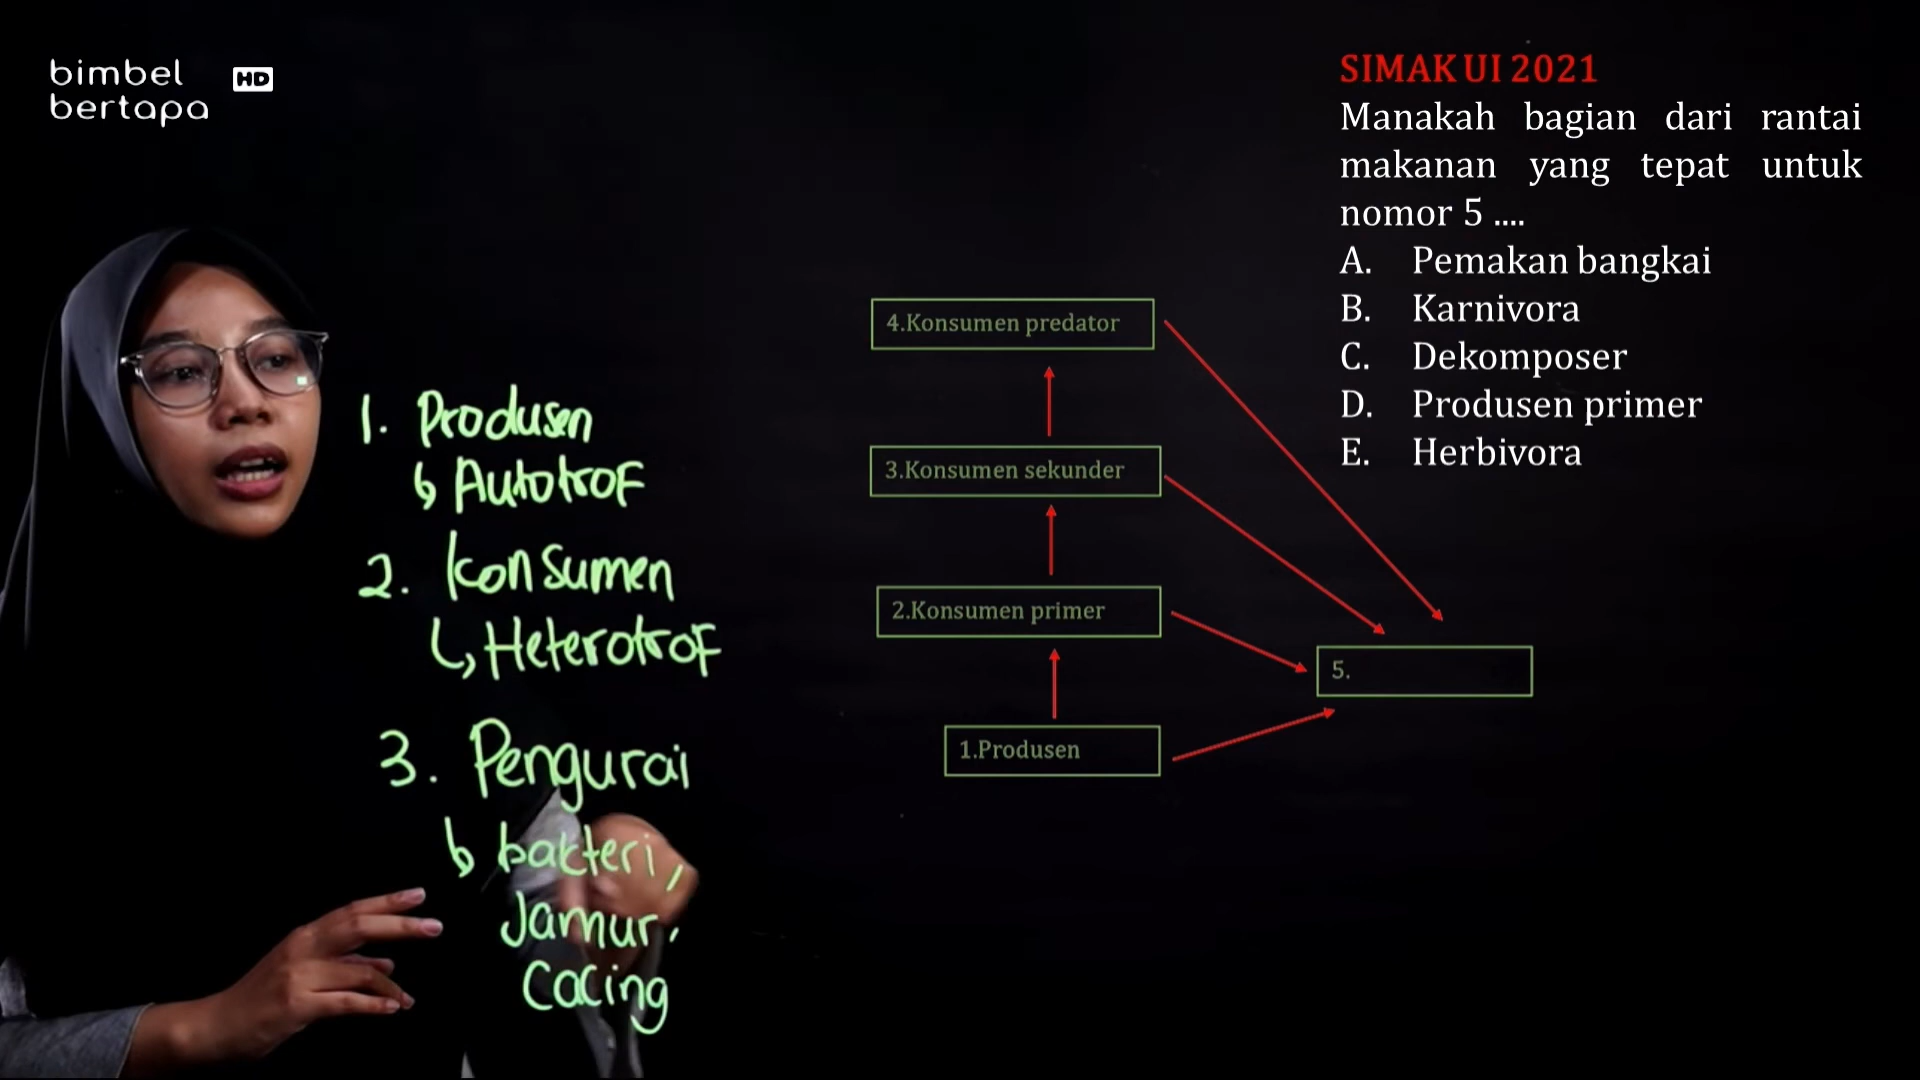 bimbel
bertapa
HD
SIMAK UI 2021
Manakah bagian dari rantai
makanan yang tepat untuk
nomor 5 ....
A. Pemakan bangkai
B. Karnivora
C. Dekomposer
D. Produsen primer
E. Herbivora
1. Produsen
↳ Autotrof
2. Konsumen
↳ Heterotrof
3. Pengurai
↳ bakteri,
Jamur,
Cacing
4.Konsumen predator
3.Konsumen sekunder
2.Konsumen primer
1.Produsen
5.